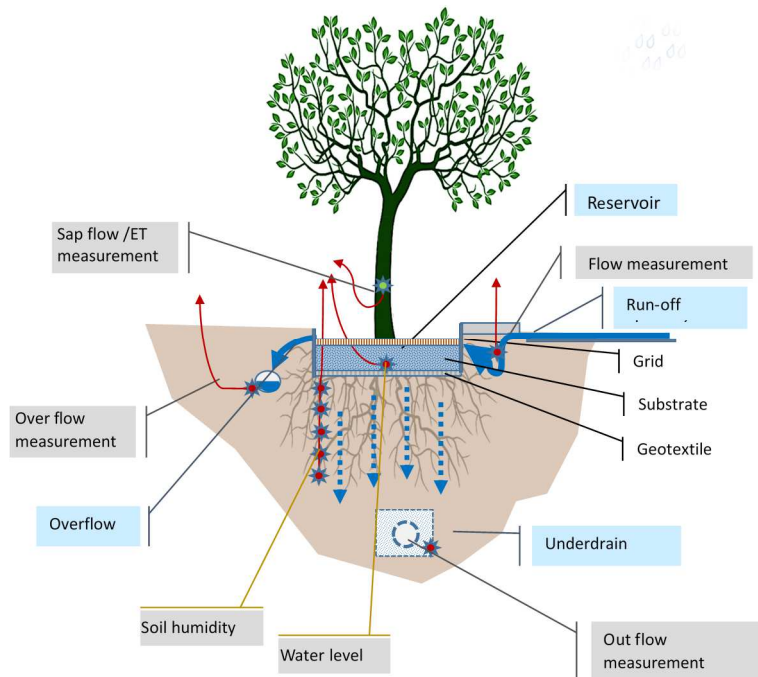 Reservoir
Sap flow /ET
measurement
Flow measurement
Run-off
Grid
Substrate
Over flow
measurement
Geotextile
Overflow
Underdrain
Soil humidity
Water level
Out flow
measurement